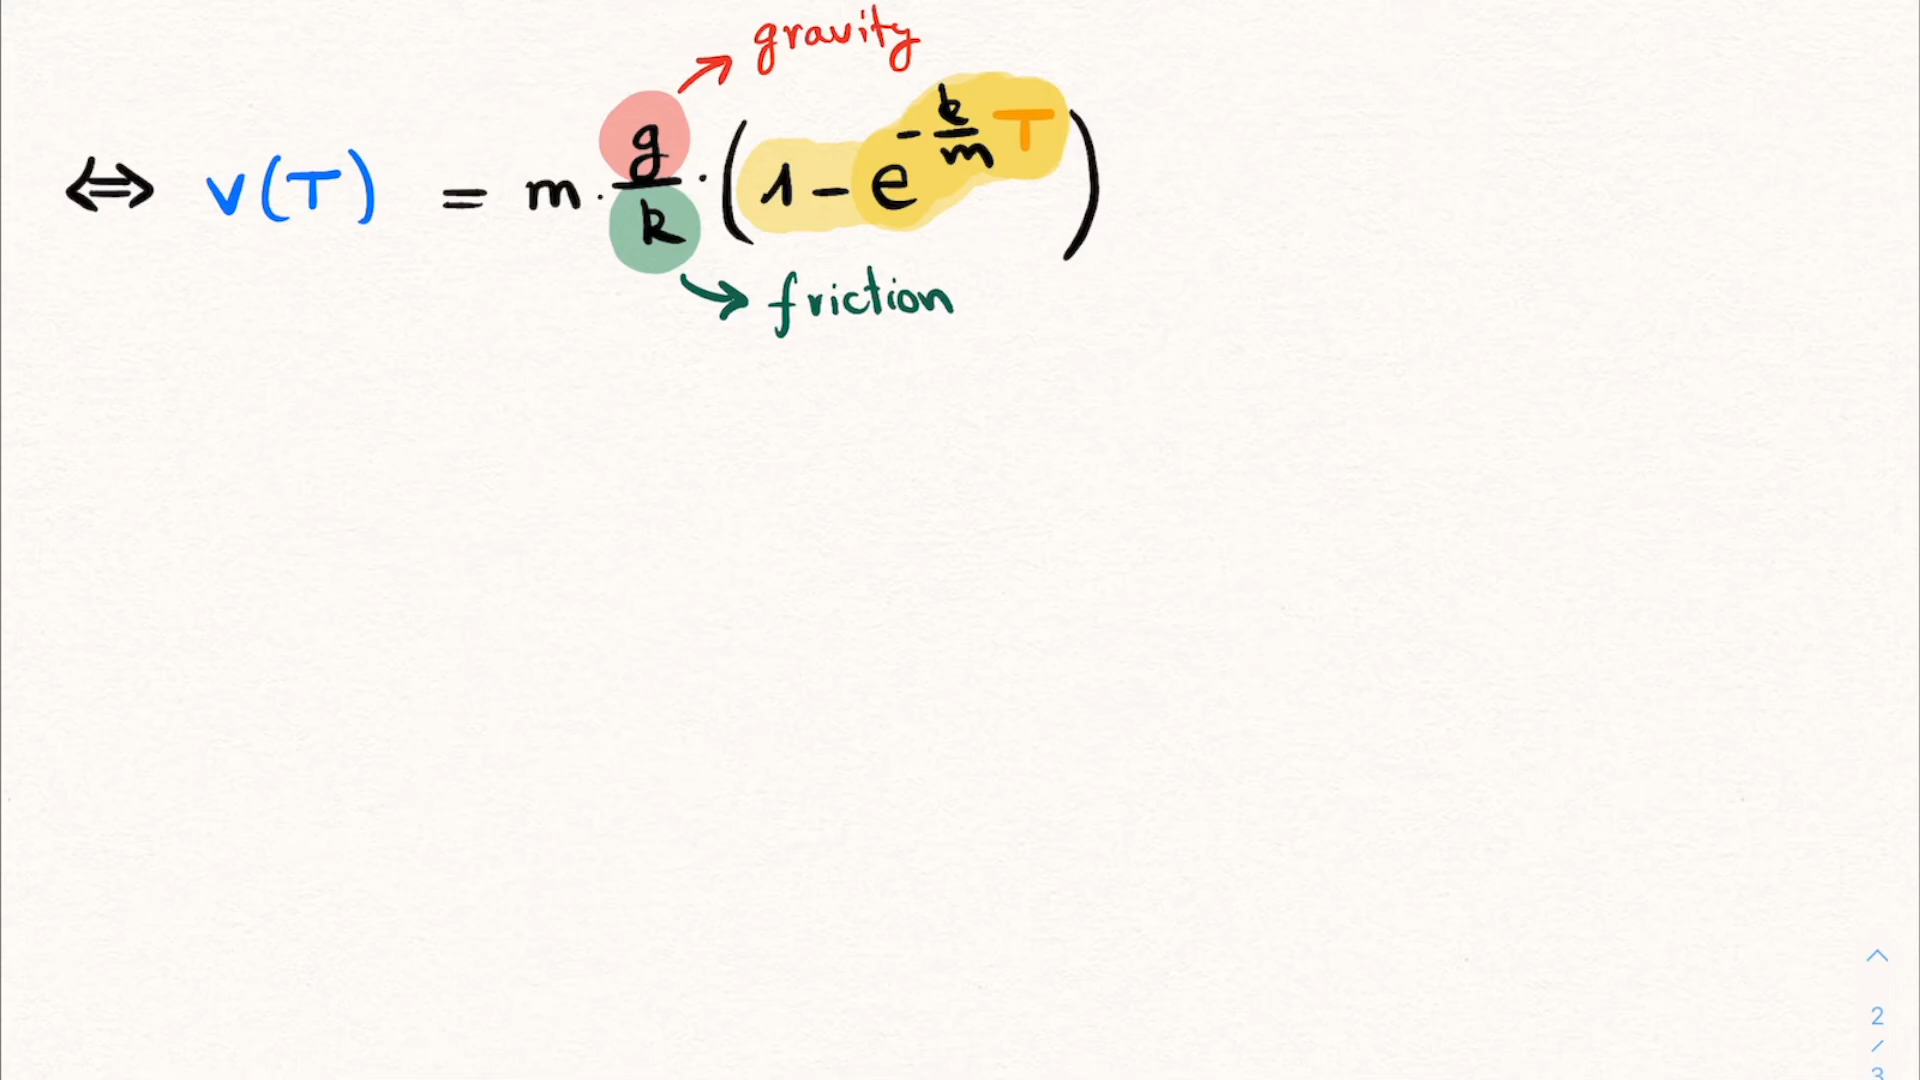 gravity
⇔ v(T) = m · g/k · (1 - e^(-k/m T))
friction
2
/
3